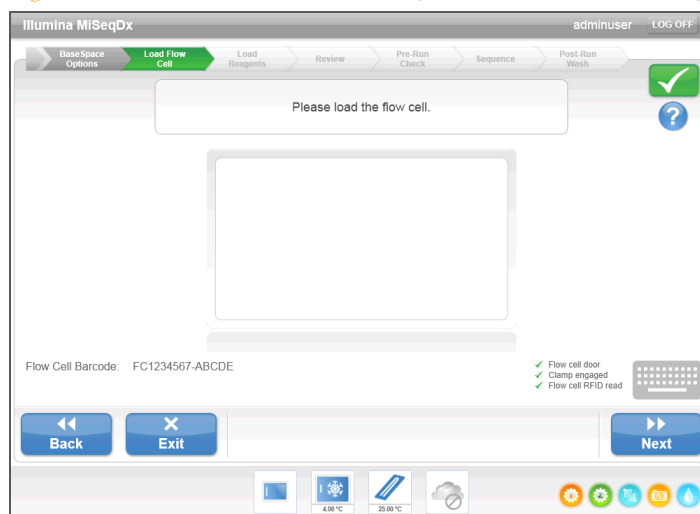 Illumina MiSeqDx
adminuser LOG OFF
BaseSpace Options
Load Flow Cell
Load Reagents
Review
Pre-Run Check
Sequence
Post-Run Wash
Please load the flow cell.
?
Flow Cell Barcode: FC1234567-ABCDE
Flow cell door
Clamp engaged
Flow cell RFID read
Back
Exit
Next
4.00 °C
25.00 °C